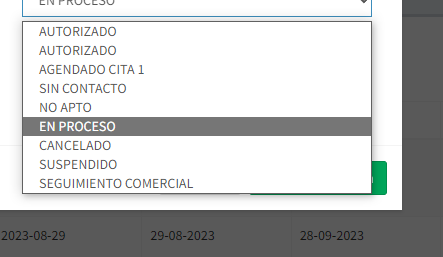 EN PROCESO
AUTORIZADO
AUTORIZADO
AGENDADO CITA 1
SIN CONTACTO
NO APTO
EN PROCESO
CANCELADO
SUSPENDIDO
SEGUIMIENTO COMERCIAL
2023-08-29 29-08-2023 28-09-2023